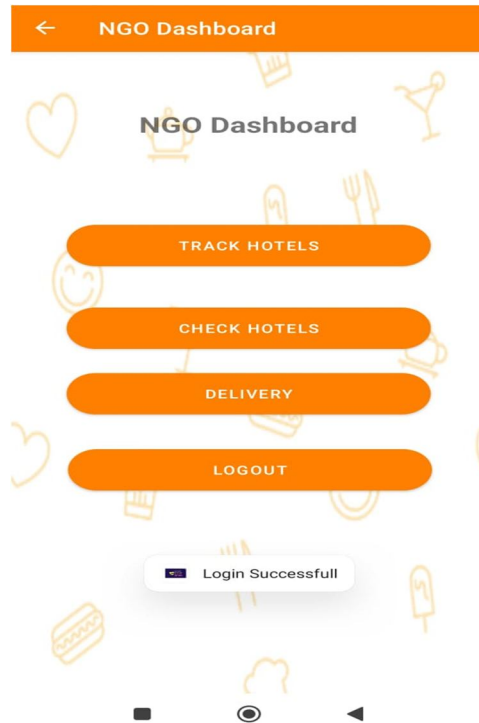 NGO Dashboard
NGO Dashboard
TRACK HOTELS
CHECK HOTELS
DELIVERY
LOGOUT
Login Successfull